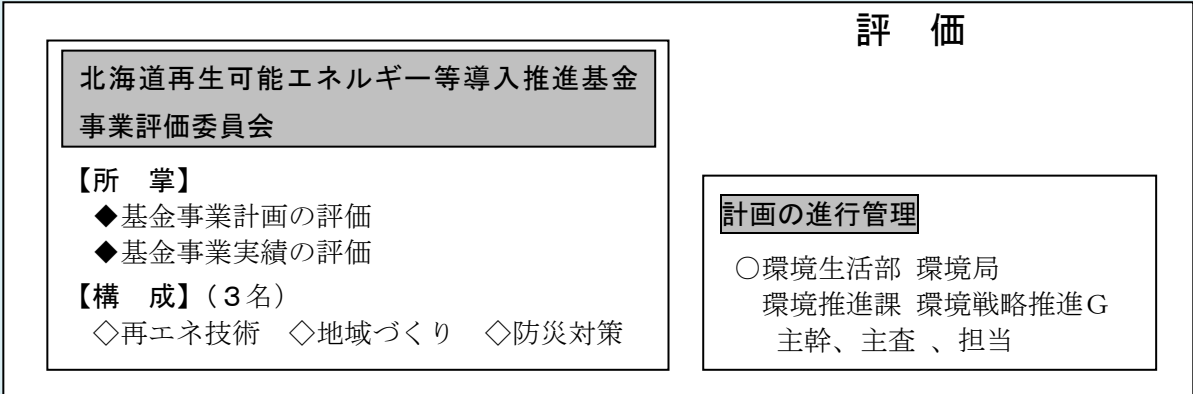 評　価
北海道再生可能エネルギー等導入推進基金
事業評価委員会
【所　掌】
◆基金事業計画の評価
◆基金事業実績の評価
【構　成】（３名）
◇再エネ技術　◇地域づくり　◇防災対策
計画の進行管理
○環境生活部 環境局
環境推進課 環境戦略推進G
主幹、主査 、担当